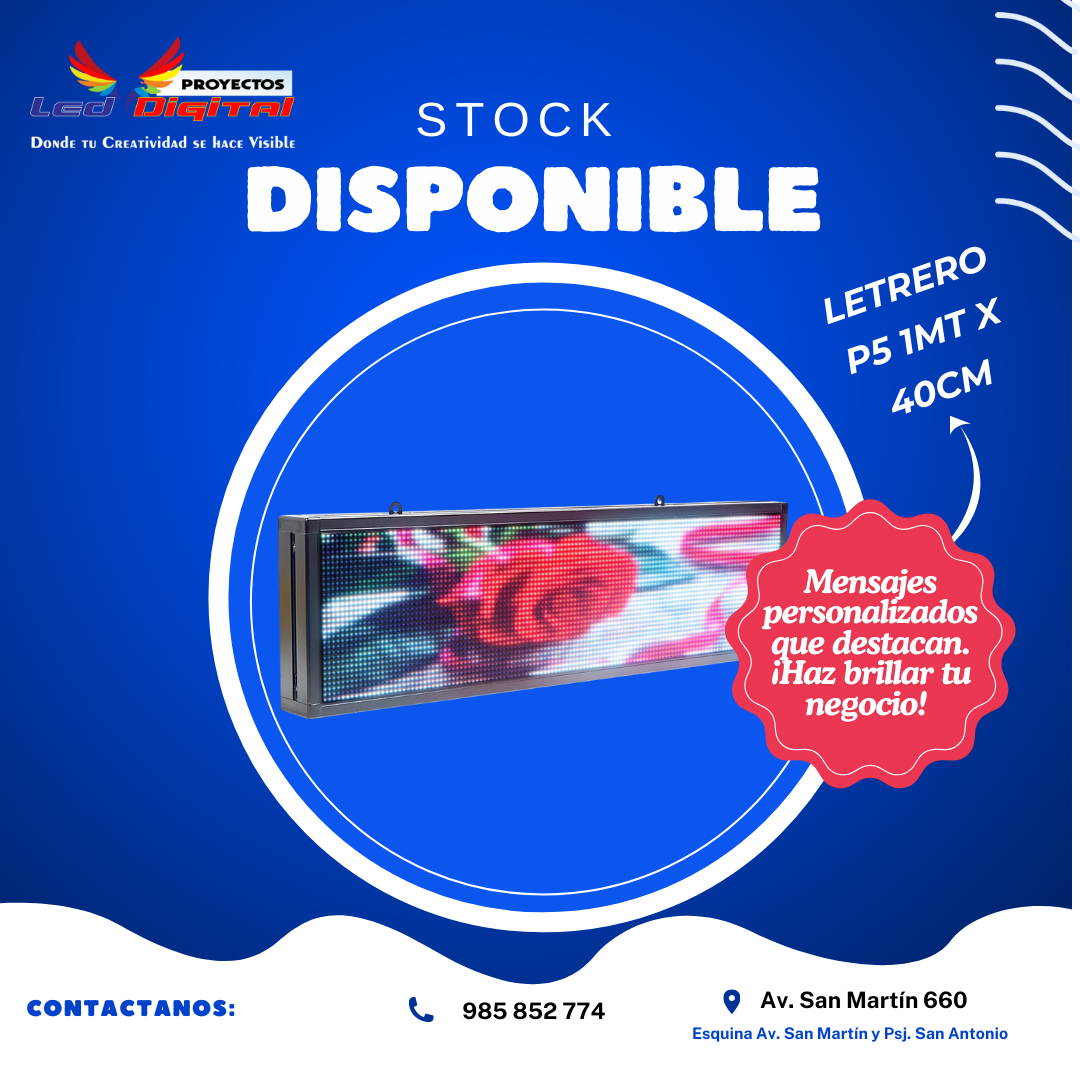 PROYECTOS
Led Digital
Donde tu Creatividad se hace Visible
STOCK
DISPONIBLE
LETRERO
P5 1MT X
40CM
Mensajes
personalizados
que destacan.
¡Haz brillar tu
negocio!
CONTACTANOS:
985 852 774
Av. San Martín 660
Esquina Av. San Martín y Psj. San Antonio